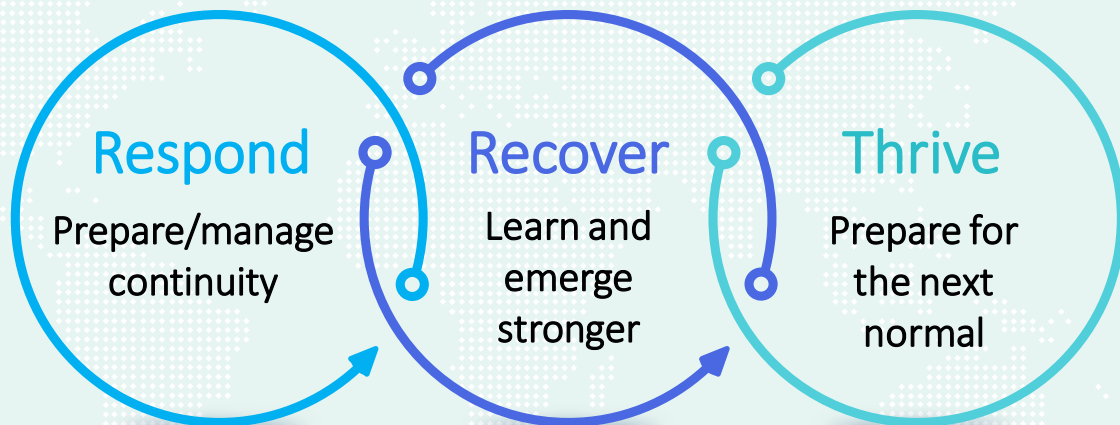 Respond
Prepare/manage
continuity
Recover
Learn and
emerge
stronger
Thrive
Prepare for
the next
normal